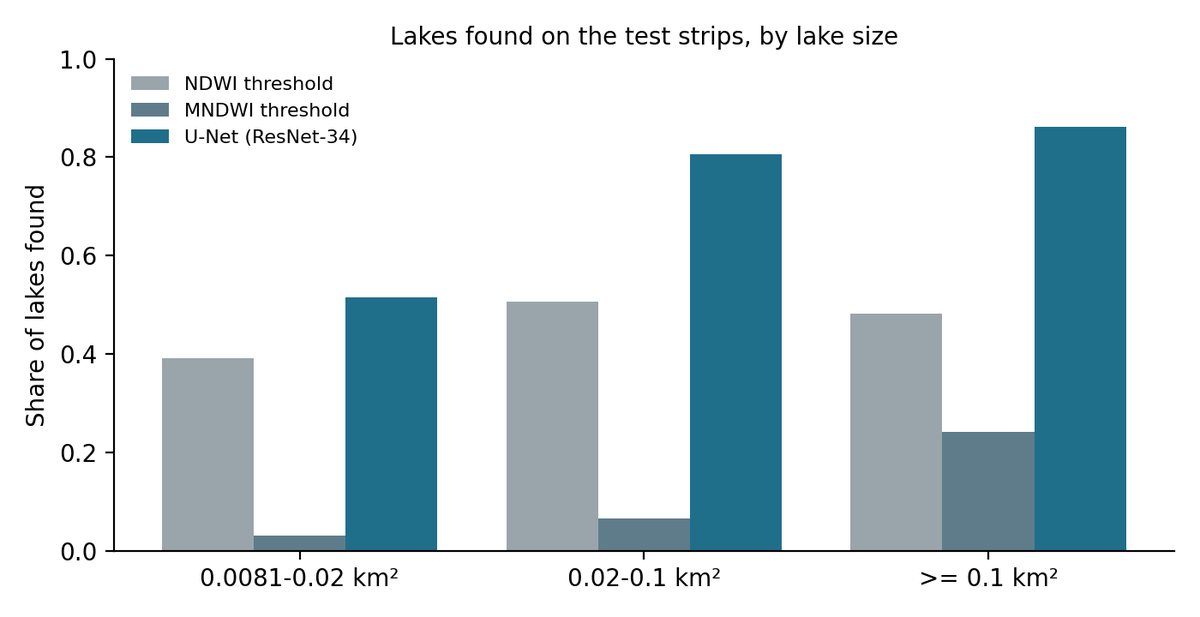 Lakes found on the test strips, by lake size
NDWI threshold
MNDWI threshold
U-Net (ResNet-34)
Share of lakes found
1.0
0.8
0.6
0.4
0.2
0.0
0.0081-0.02 km²
0.02-0.1 km²
>= 0.1 km²